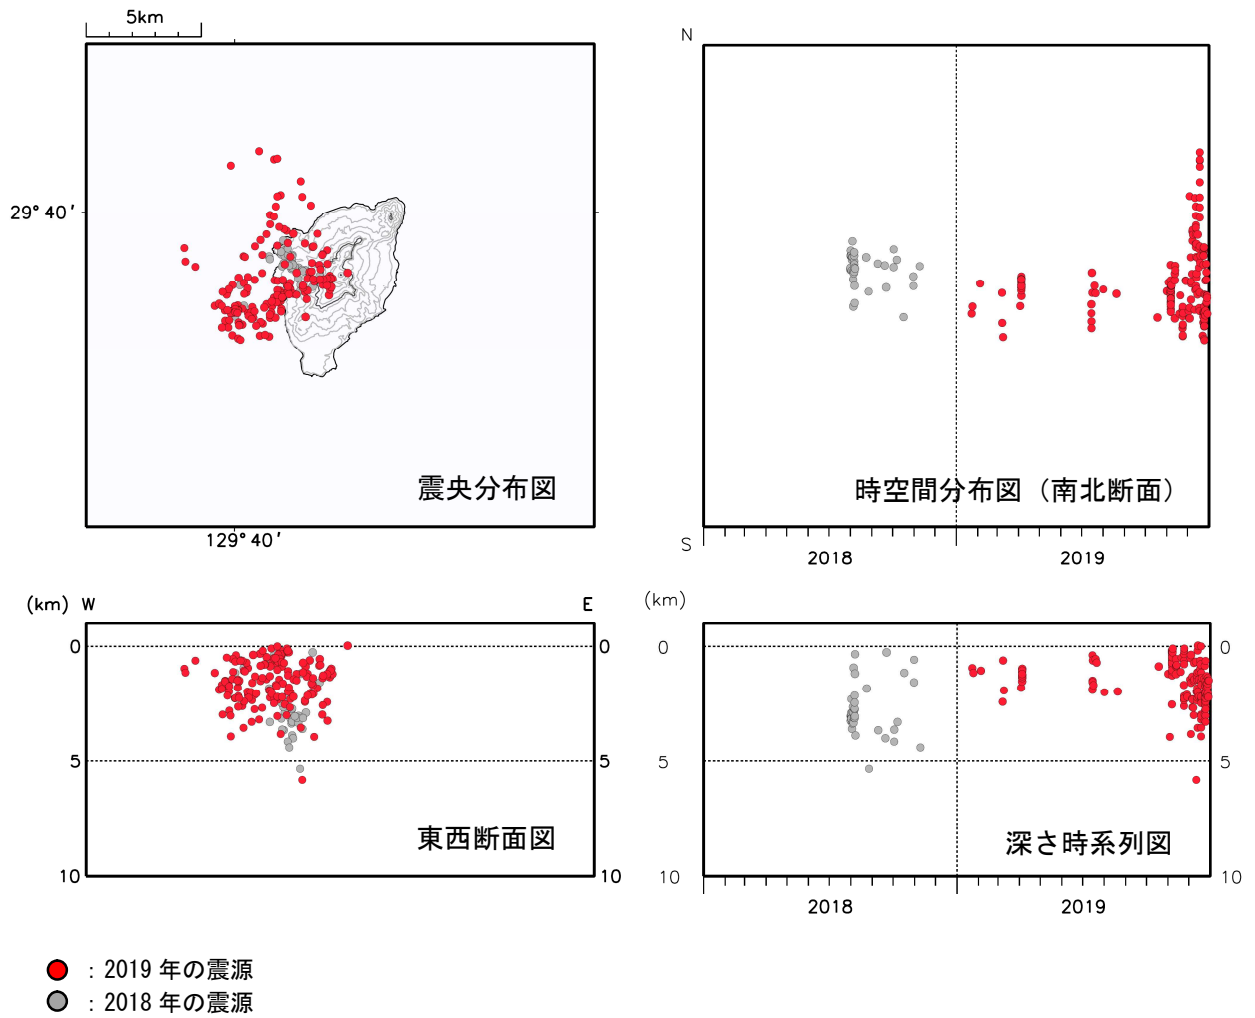 5km
29° 40′
震央分布図
129° 40′
N
時空間分布図（南北断面）
S
2018 2019
(km) W E
0 0
5 5
東西断面図
10 10
(km)
0 0
5 5
深さ時系列図
10 10
2018 2019
：2019 年の震源
：2018 年の震源